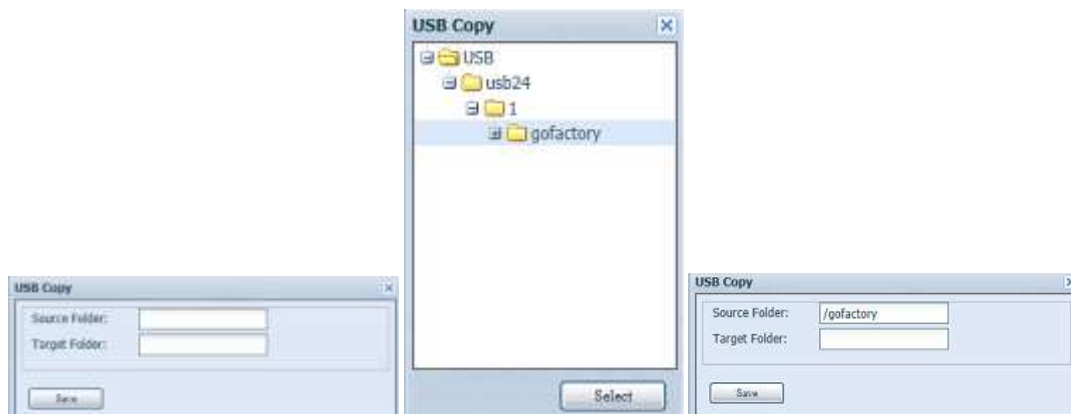 USB Copy
Source Folder:
Target Folder:
Save
USB Copy
USB
usb24
1
gofactory
Select
USB Copy
Source Folder: /gofactory
Target Folder:
Save